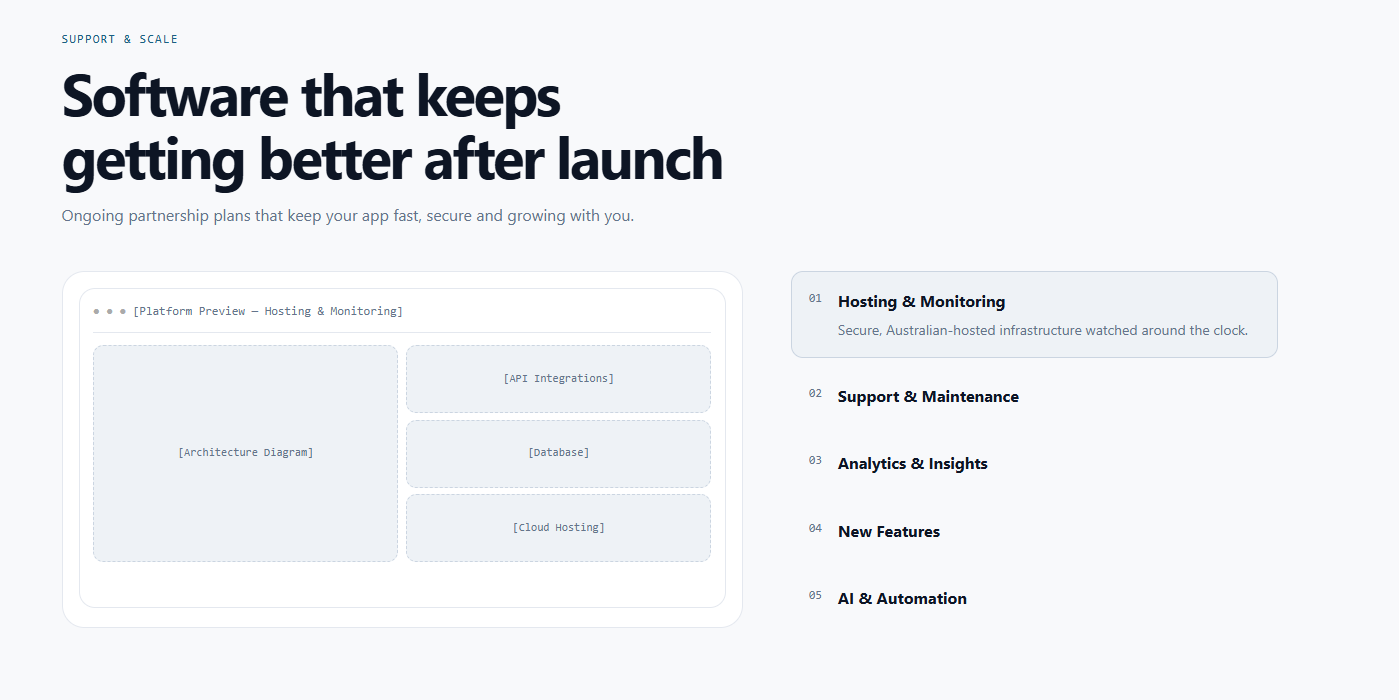 SUPPORT & SCALE
Software that keeps
getting better after launch
Ongoing partnership plans that keep your app fast, secure and growing with you.
[Platform Preview — Hosting & Monitoring]
[Architecture Diagram]
[API Integrations]
[Database]
[Cloud Hosting]
01 Hosting & Monitoring
Secure, Australian-hosted infrastructure watched around the clock.
02 Support & Maintenance
03 Analytics & Insights
04 New Features
05 AI & Automation